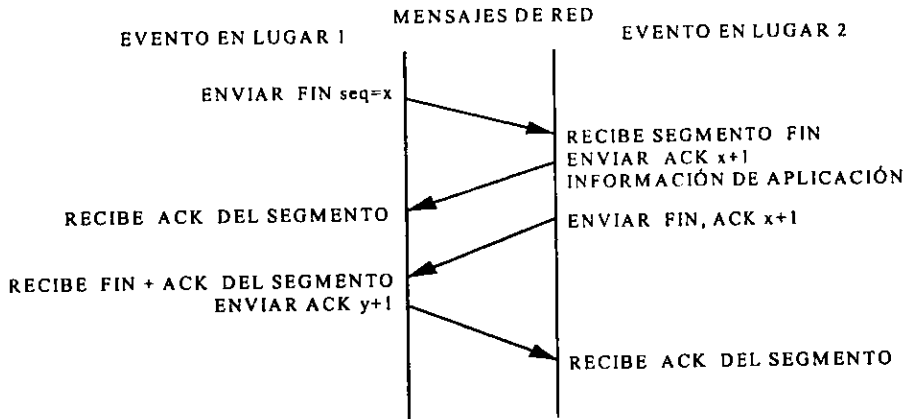 MENSAJES DE RED
EVENTO EN LUGAR 1
EVENTO EN LUGAR 2
ENVIAR FIN seq=x
RECIBE SEGMENTO FIN
ENVIAR ACK x+1
INFORMACIÓN DE APLICACIÓN
RECIBE ACK DEL SEGMENTO
ENVIAR FIN, ACK x+1
RECIBE FIN + ACK DEL SEGMENTO
ENVIAR ACK y+1
RECIBE ACK DEL SEGMENTO